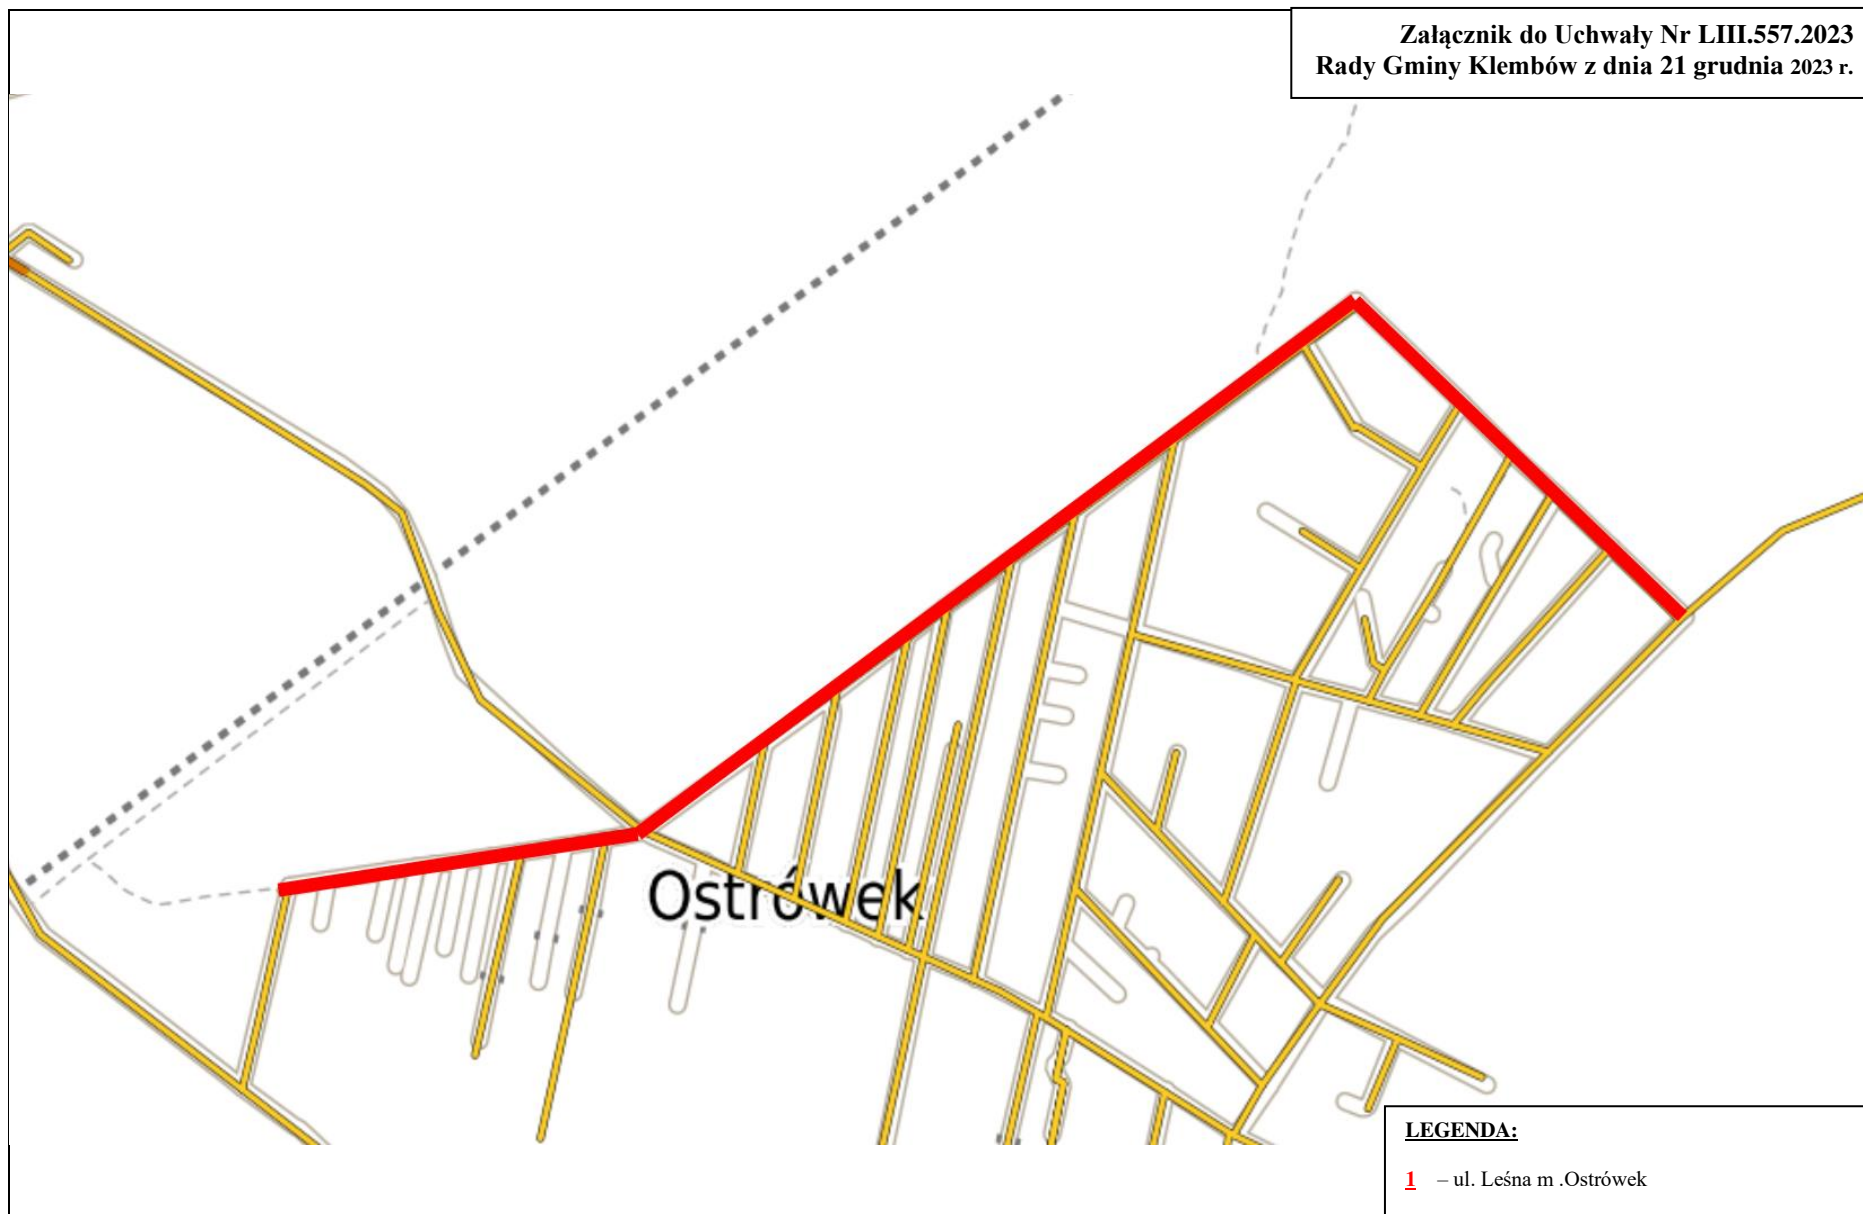 Załącznik do Uchwały Nr LIII.557.2023
Rady Gminy Klembów z dnia 21 grudnia 2023 r.
Ostrówek
LEGENDA:
1 – ul. Leśna m .Ostrówek